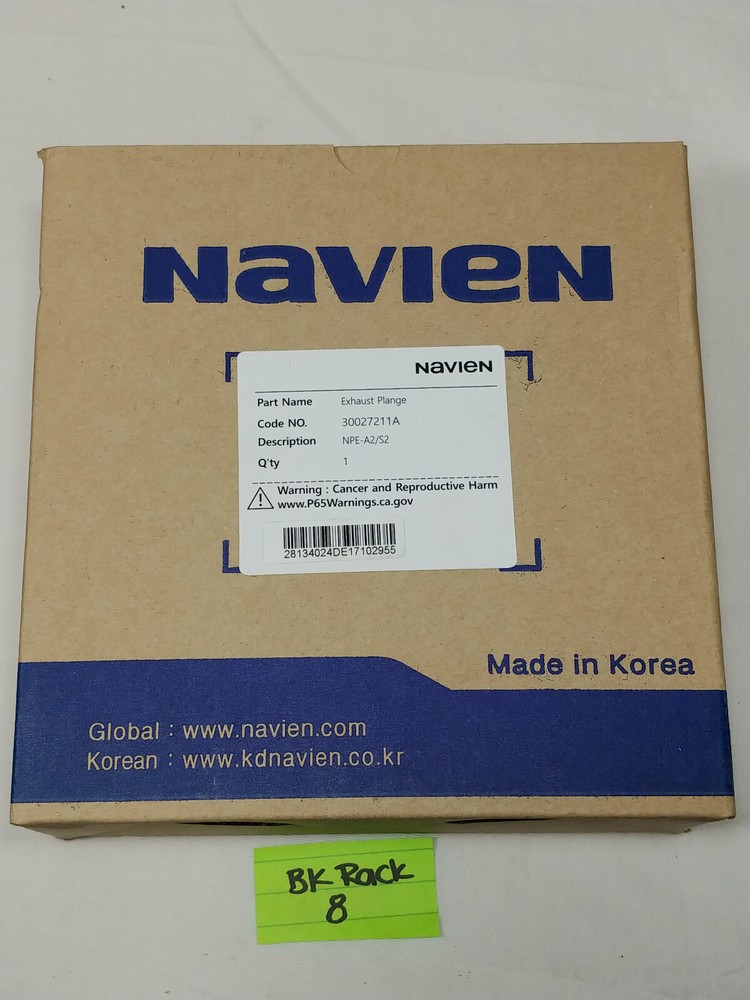 NAVIEN
NAVIEN
Part Name Exhaust Plange
Code NO. 30027211A
Description NPE-A2/S2
Q'ty 1
Warning : Cancer and Reproductive Harm
www.P65Warnings.ca.gov
28134024DE17102955
Made in Korea
Global : www.navien.com
Korean : www.kdnavien.co.kr
BK Rack
8